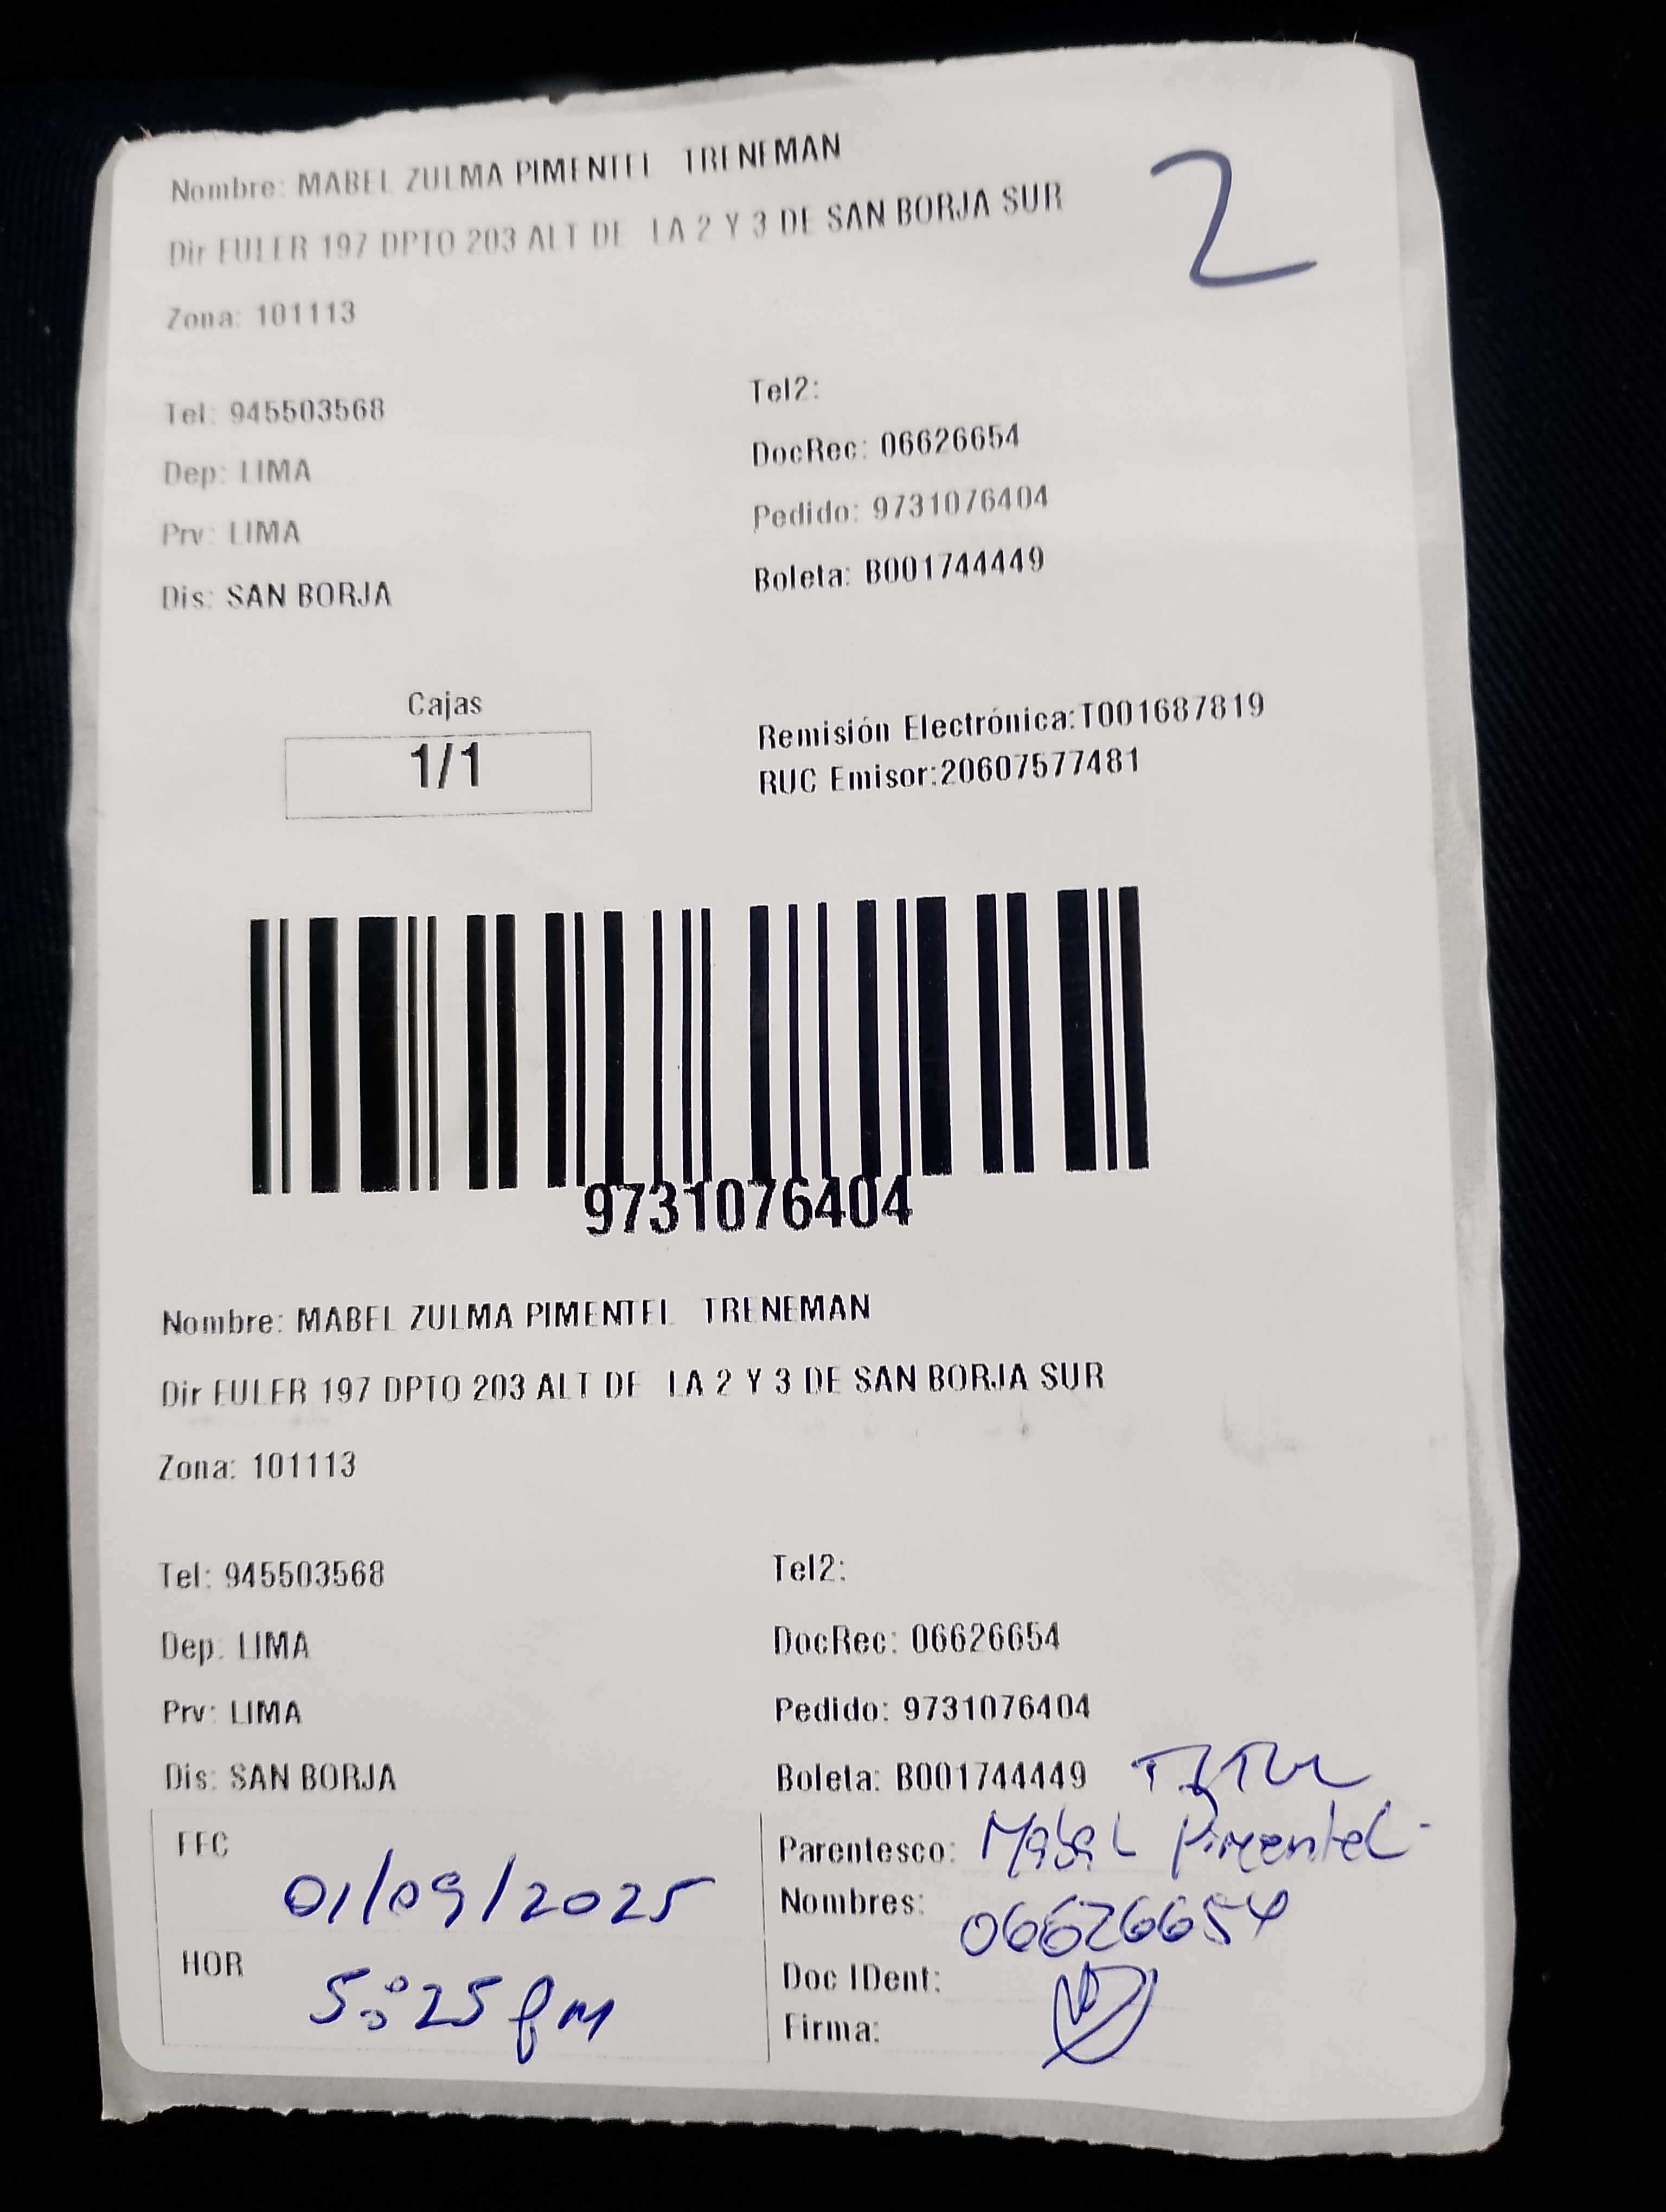 Nombre: MABEL ZULMA PIMENTEL TRENEMAN
2
Dir EULER 197 DPTO 203 ALT DE LA 2 Y 3 DE SAN BORJA SUR
Zona: 101113
Tel: 945503568
Tel2:
Dep: LIMA
DocRec: 06626654
Prv: LIMA
Pedido: 9731076404
Dis: SAN BORJA
Boleta: B001744449
Cajas
1/1
Remisión Electrónica:T001687819
RUC Emisor:20607577481
9731076404
Nombre: MABEL ZULMA PIMENTEL TRENEMAN
Dir EULER 197 DPTO 203 ALT DE LA 2 Y 3 DE SAN BORJA SUR
Zona: 101113
Tel: 945503568
Tel2:
Dep: LIMA
DocRec: 06626654
Prv: LIMA
Pedido: 9731076404
Dis: SAN BORJA
Boleta: B001744449
FFC
01/09/2025
HOR
5:25 pm
Parentesco: Mabel Pimentel
Nombres: 06626654
Doc IDent:
Firma: